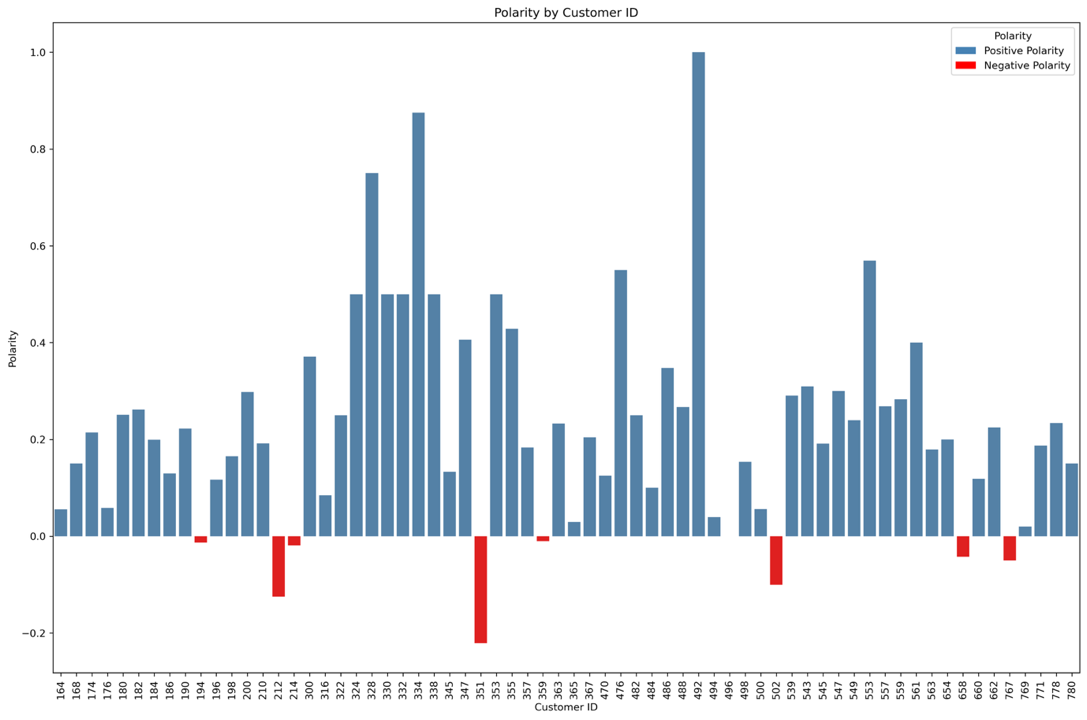 Polarity by Customer ID
Polarity
Positive Polarity
Negative Polarity
1.0
0.8
0.6
0.4
0.2
0.0
−0.2
Polarity
164 168 174 176 180 182 184 186 190 194 196 198 200 210 212 214 300 316 322 324 328 330 332 334 338 345 347 351 353 355 357 359 363 365 367 470 476 482 484 486 488 492 494 496 498 500 502 539 543 545 547 549 553 557 559 561 563 654 658 660 662 767 769 771 778 780
Customer ID